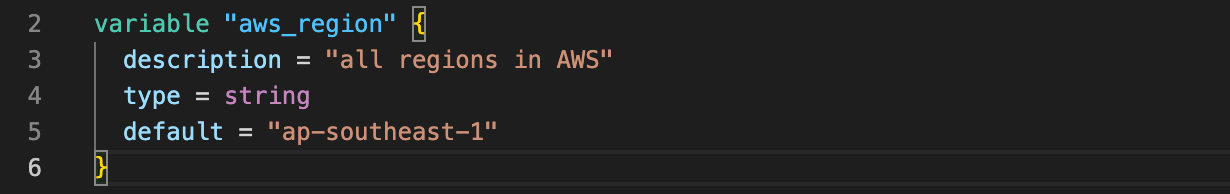 2 variable "aws_region" {
3 description = "all regions in AWS"
4 type = string
5 default = "ap-southeast-1"
6 }